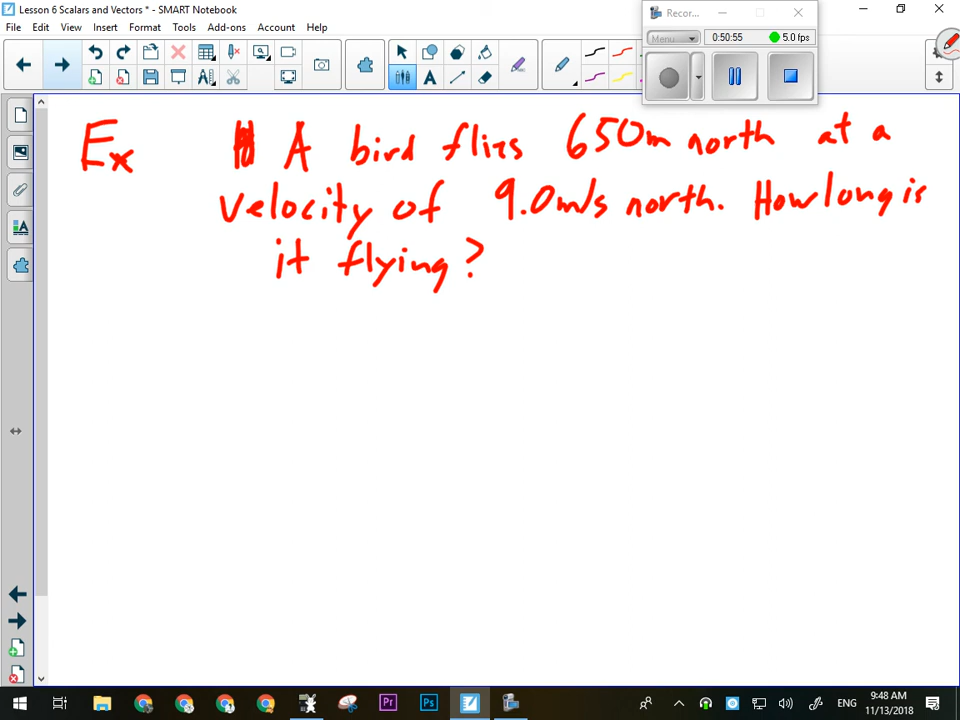 Lesson 6 Scalars and Vectors * - SMART Notebook
File Edit View Insert Format Tools Add-ons Account Help
Recor...
Menu
0:50:55
5.0 fps
Ex A bird flies 650m north at a
velocity of 9.0m/s north. How long is
it flying?
ENG
9:48 AM
11/13/2018